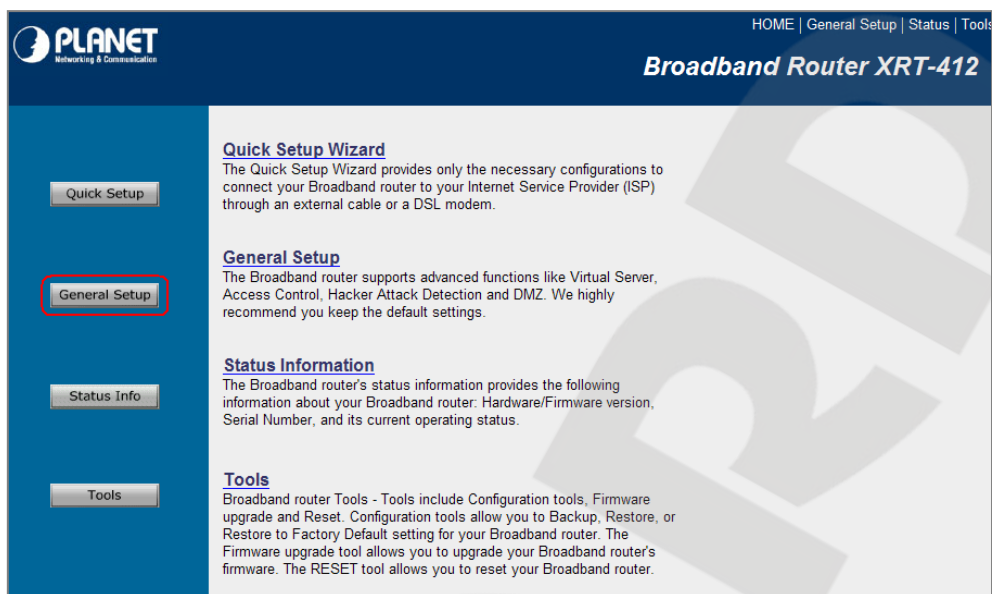 PLANET
Networking & Communication
HOME | General Setup | Status | Tools
Broadband Router XRT-412
Quick Setup
Quick Setup Wizard
The Quick Setup Wizard provides only the necessary configurations to
connect your Broadband router to your Internet Service Provider (ISP)
through an external cable or a DSL modem.
General Setup
General Setup
The Broadband router supports advanced functions like Virtual Server,
Access Control, Hacker Attack Detection and DMZ. We highly
recommend you keep the default settings.
Status Info
Status Information
The Broadband router's status information provides the following
information about your Broadband router: Hardware/Firmware version,
Serial Number, and its current operating status.
Tools
Tools
Broadband router Tools - Tools include Configuration tools, Firmware
upgrade and Reset. Configuration tools allow you to Backup, Restore, or
Restore to Factory Default setting for your Broadband router. The
Firmware upgrade tool allows you to upgrade your Broadband router's
firmware. The RESET tool allows you to reset your Broadband router.